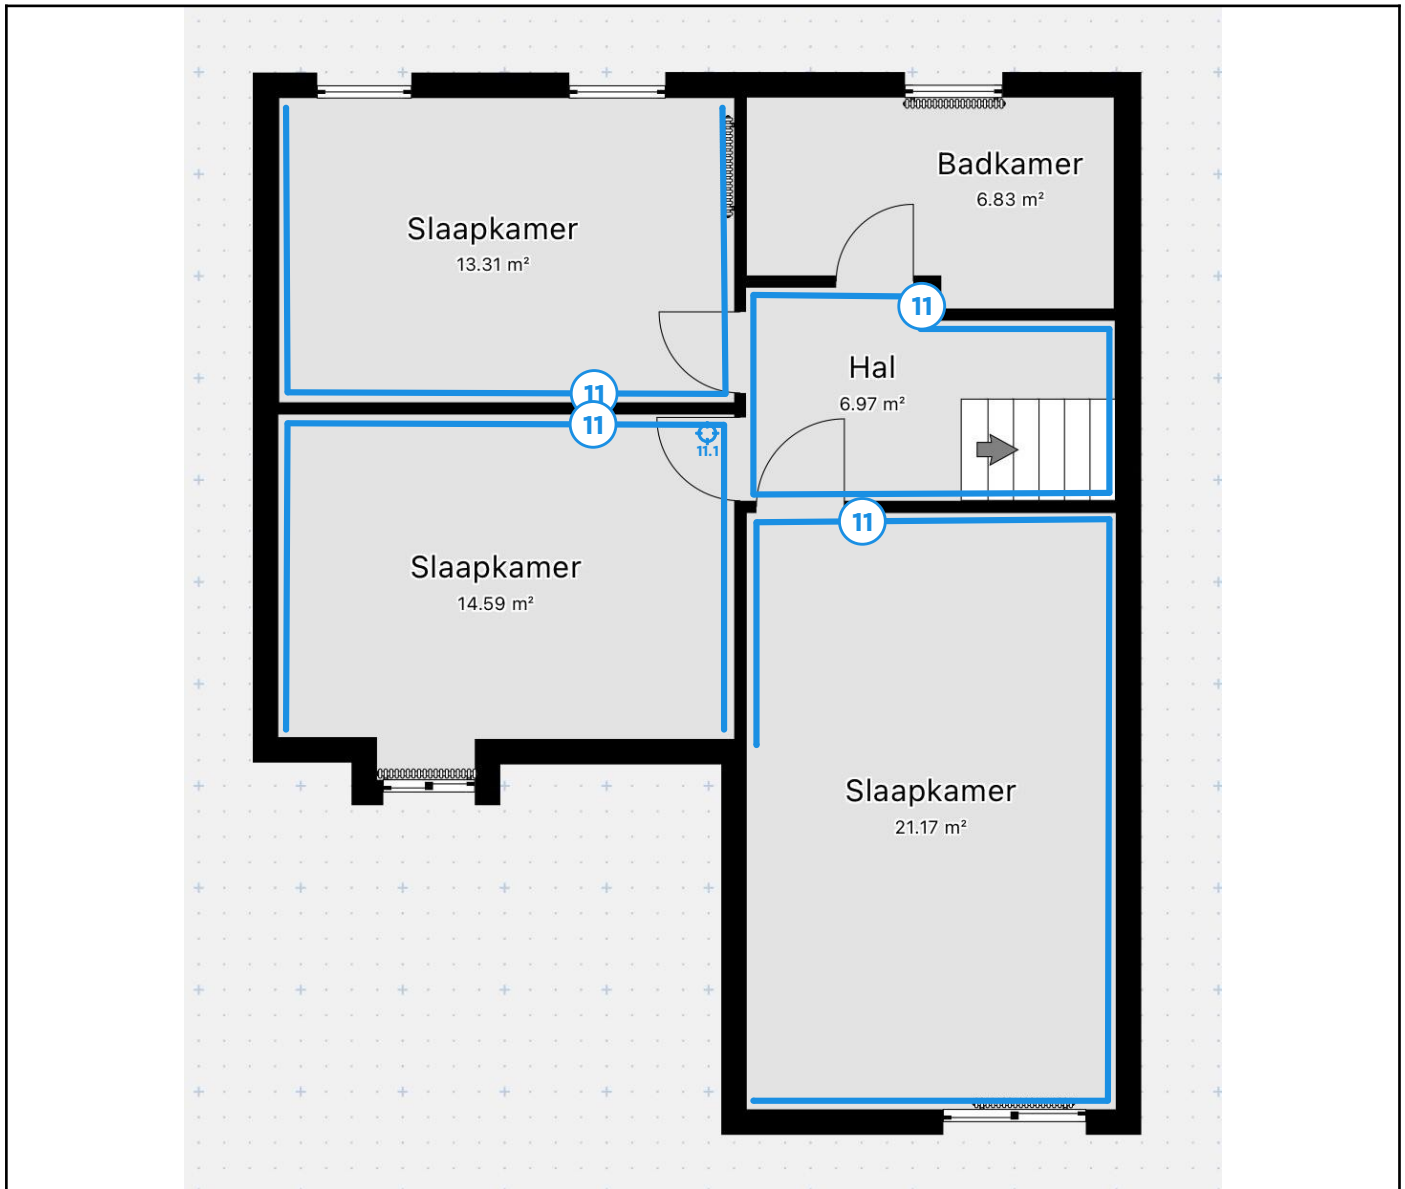 Badkamer
6.83 m²
Slaapkamer
13.31 m²
11
Hal
6.97 m²
11
11
11.1
11
Slaapkamer
14.59 m²
Slaapkamer
21.17 m²